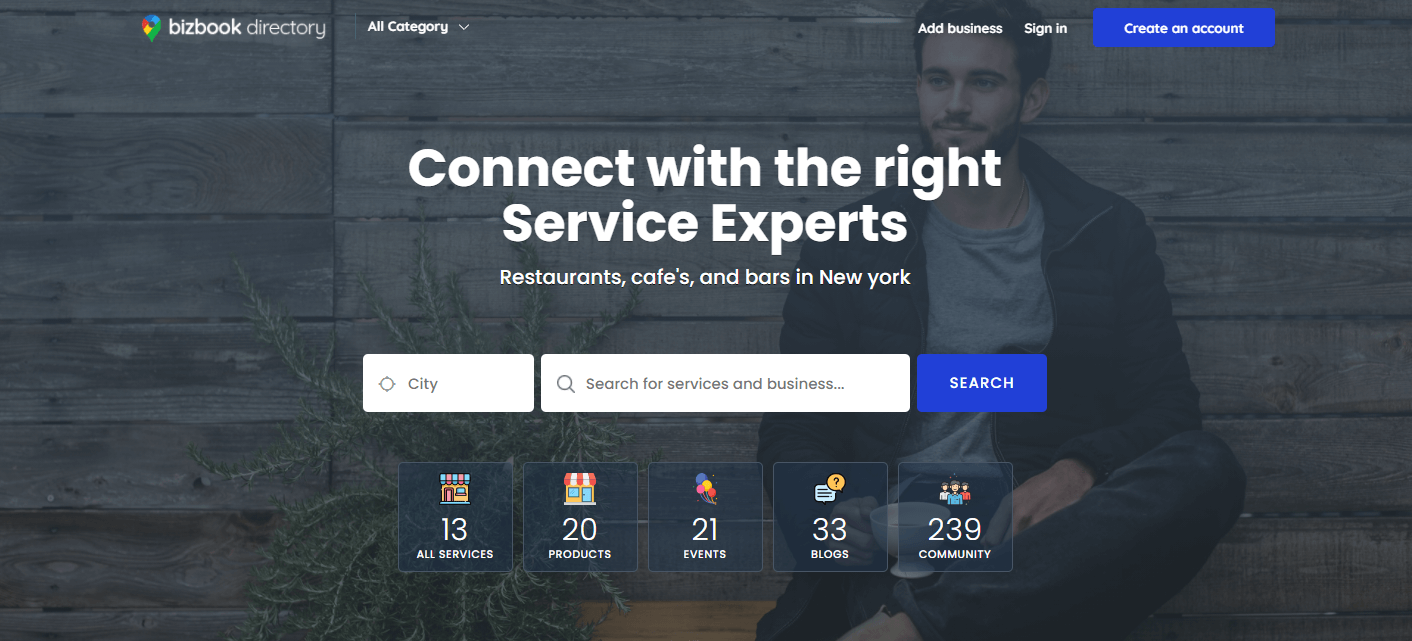 bizbook directory
All Category
Add business
Sign in
Create an account
Connect with the right
Service Experts
Restaurants, cafe's, and bars in New york
City
Search for services and business...
SEARCH
?
13
ALL SERVICES
20
PRODUCTS
21
EVENTS
33
BLOGS
239
COMMUNITY